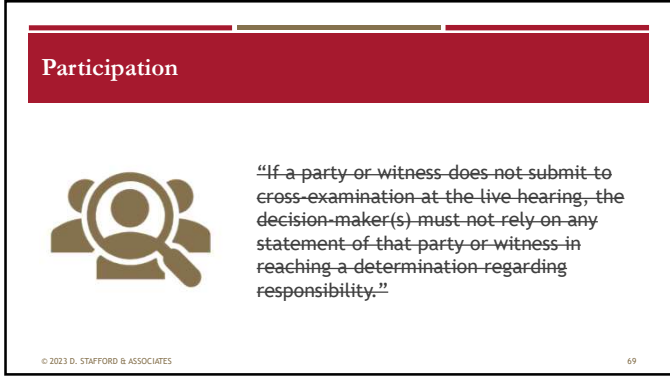 Participation
“If a party or witness does not submit to
cross-examination at the live hearing, the
decision-maker(s) must not rely on any
statement of that party or witness in
reaching a determination regarding
responsibility.”
© 2023 D. STAFFORD & ASSOCIATES
69